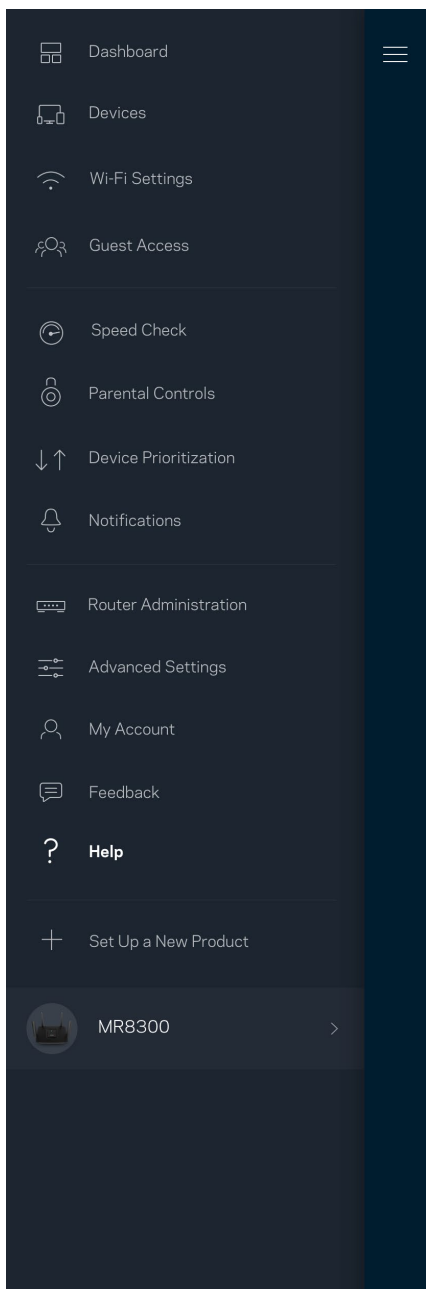 Dashboard
Devices
Wi-Fi Settings
Guest Access
Speed Check
Parental Controls
Device Prioritization
Notifications
Router Administration
Advanced Settings
My Account
Feedback
Help
Set Up a New Product
MR8300